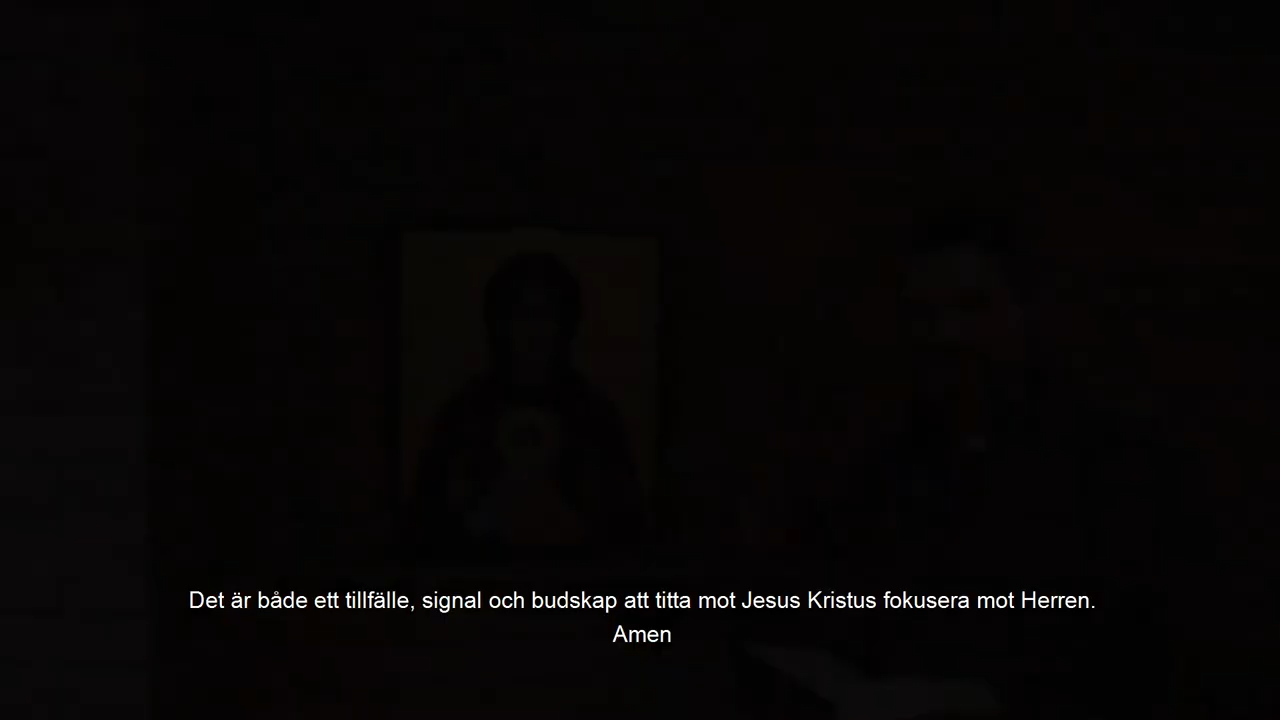 Det är både ett tillfälle, signal och budskap att titta mot Jesus Kristus fokusera mot Herren.
Amen